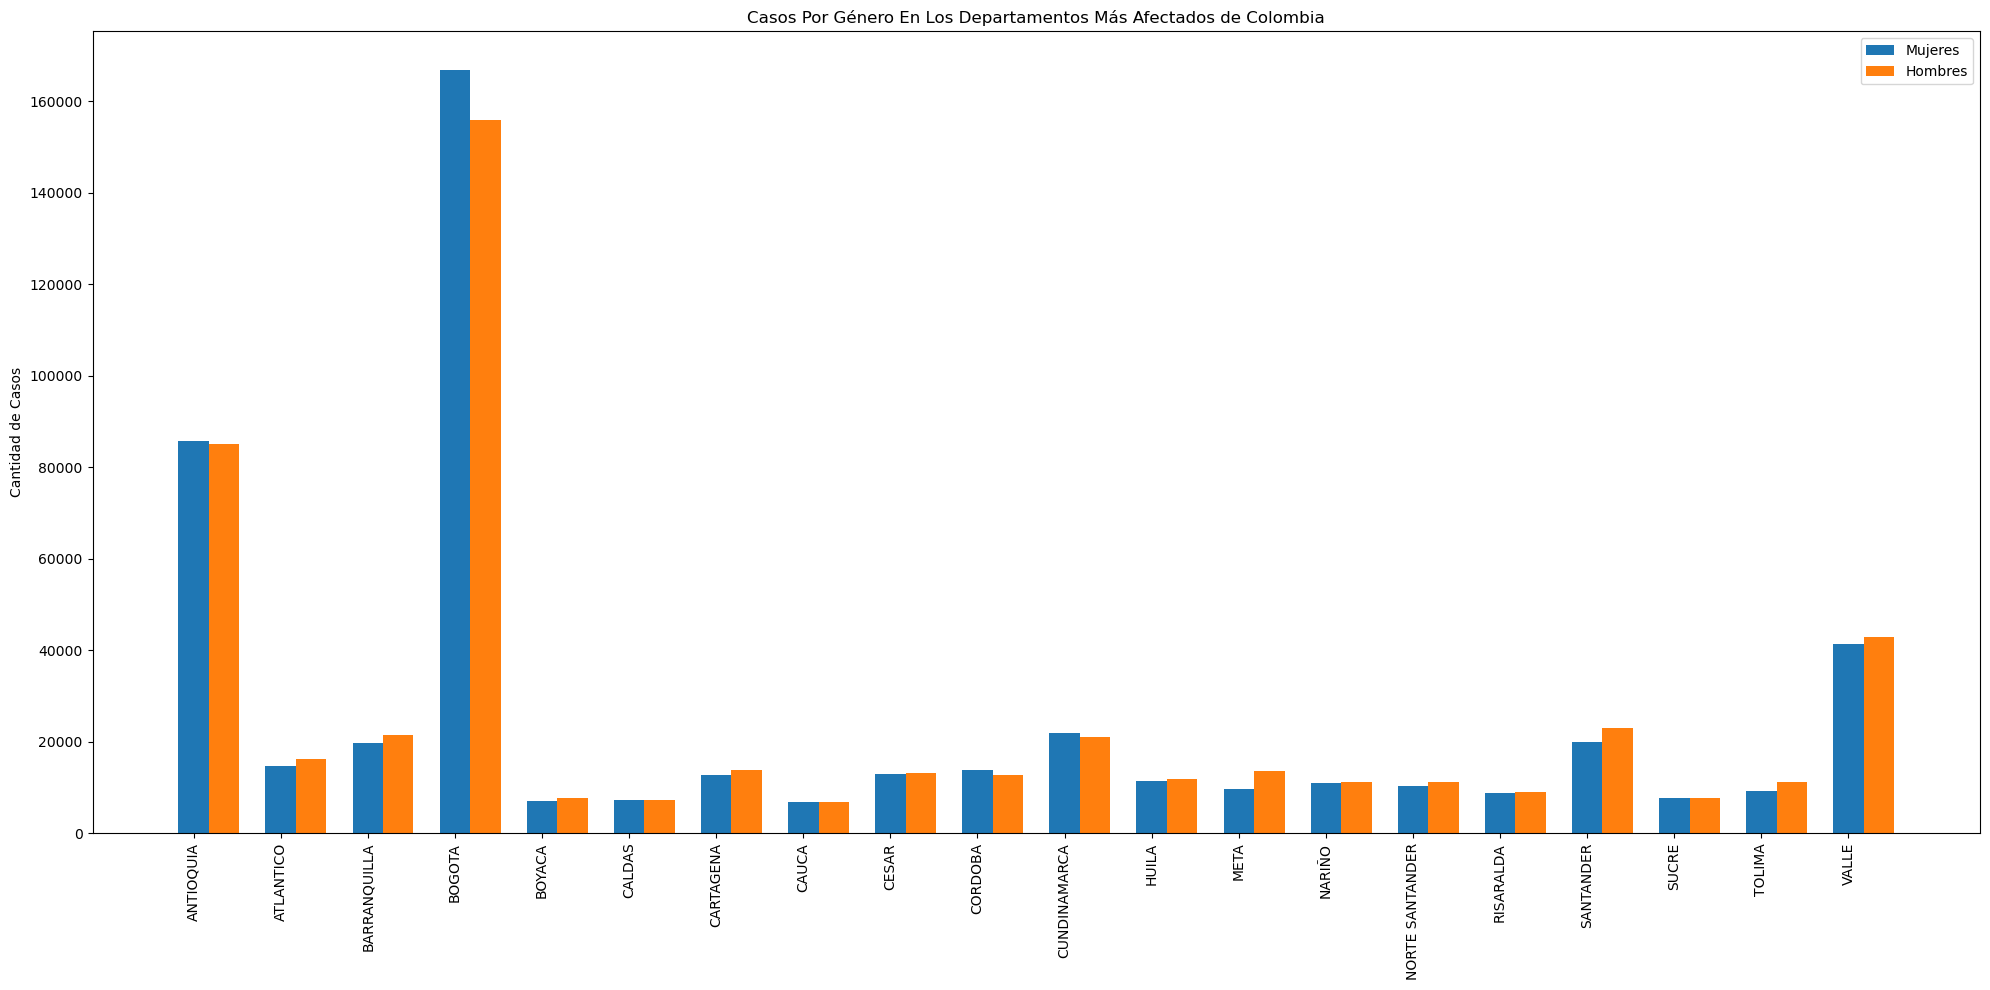 Casos Por Género En Los Departamentos Más Afectados de Colombia
Mujeres
Hombres
Cantidad de Casos
160000
140000
120000
100000
80000
60000
40000
20000
0
ANTIOQUIA
ATLANTICO
BARRANQUILLA
BOGOTA
BOYACA
CALDAS
CARTAGENA
CAUCA
CESAR
CORDOBA
CUNDINAMARCA
HUILA
META
NARIÑO
NORTE SANTANDER
RISARALDA
SANTANDER
SUCRE
TOLIMA
VALLE